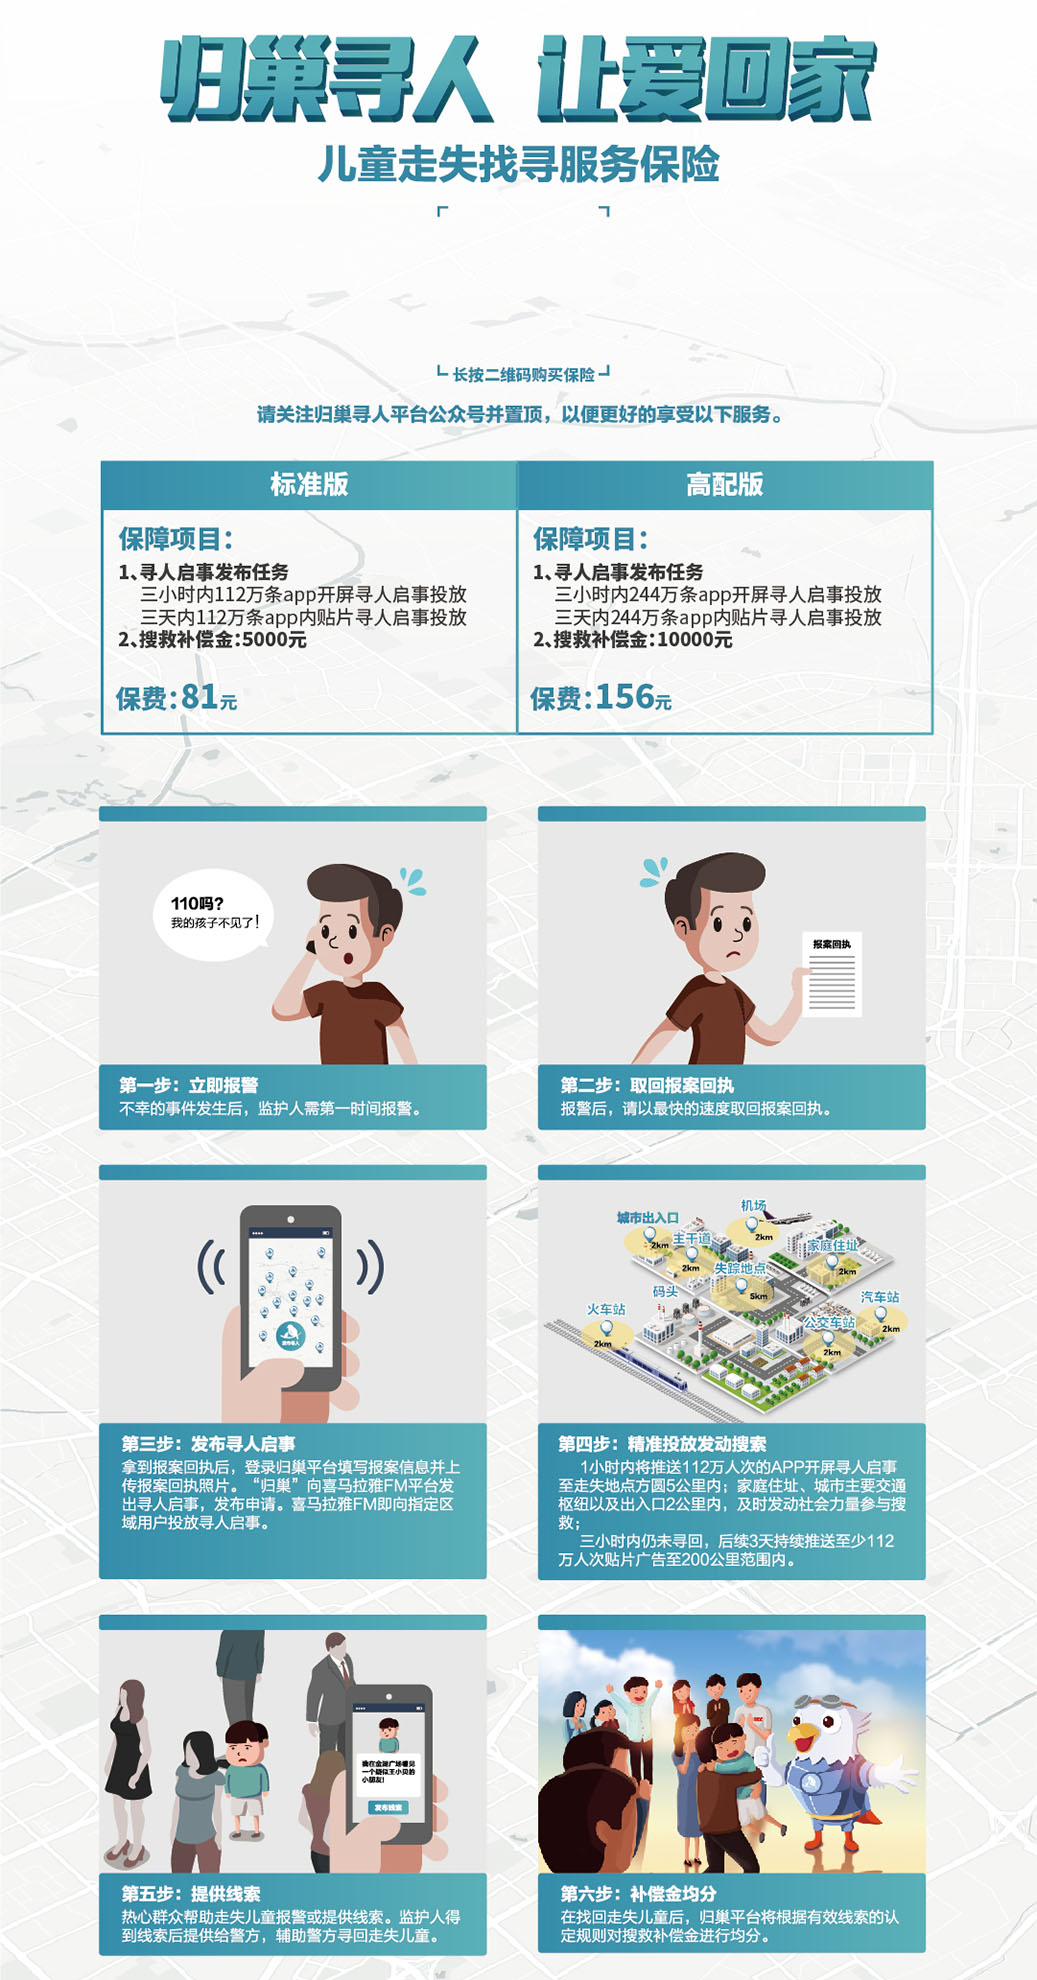 归巢寻人 让爱回家
儿童走失找寻服务保险
长按二维码购买保险
请关注归巢寻人平台公众号并置顶，以便更好的享受以下服务。
标准版
保障项目：
1、寻人启事发布任务
三小时内112万条app开屏寻人启事投放
三天内112万条app内贴片寻人启事投放
2、搜救补偿金：5000元
保费：81元
高配版
保障项目：
1、寻人启事发布任务
三小时内244万条app开屏寻人启事投放
三天内244万条app内贴片寻人启事投放
2、搜救补偿金：10000元
保费：156元
110吗？
我的孩子不见了！
第一步：立即报警
不幸的事件发生后，监护人需第一时间报警。
报案回执
第二步：取回报案回执
报警后，请以最快的速度取回报案回执。
发布寻人
第三步：发布寻人启事
拿到报案回执后，登录归巢平台填写报案信息并上
传报案回执照片。“归巢”向喜马拉雅FM平台发
出寻人启事，发布申请。喜马拉雅FM即向指定区
域用户投放寻人启事。
机场
2km
城市出入口
2km
主干道
2km
家庭住址
2km
失踪地点
5km
码头
汽车站
2km
火车站
2km
公交车站
2km
第四步：精准投放发动搜索
1小时内将推送112万人次的APP开屏寻人启事
至走失地点方圆5公里内；家庭住址、城市主要交通
枢纽以及出入口2公里内，及时发动社会力量参与搜
救；
三小时内仍未寻回，后续3天持续推送至少112
万人次贴片广告至200公里范围内。
我在金融广场看见
一个疑似王小贝的
小朋友！
发布线索
第五步：提供线索
热心群众帮助走失儿童报警或提供线索。监护人得
到线索后提供给警方，辅助警方寻回走失儿童。
第六步：补偿金均分
在找回走失儿童后，归巢平台将根据有效线索的认
定规则对搜救补偿金进行均分。